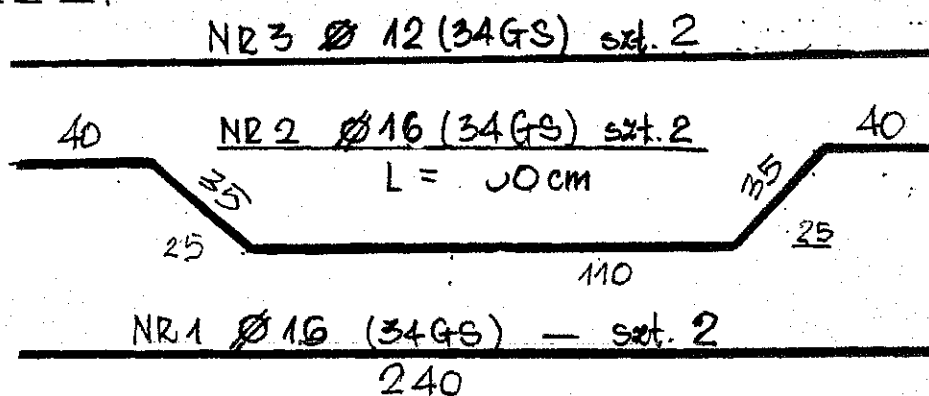 NR 3 Ø 12 (34GS) szt. 2
40 NR 2 Ø 16 (34GS) szt. 2 40
L = 0 cm
35 35
25 25
110
NR 1 Ø 16 (34GS) — szt. 2
240